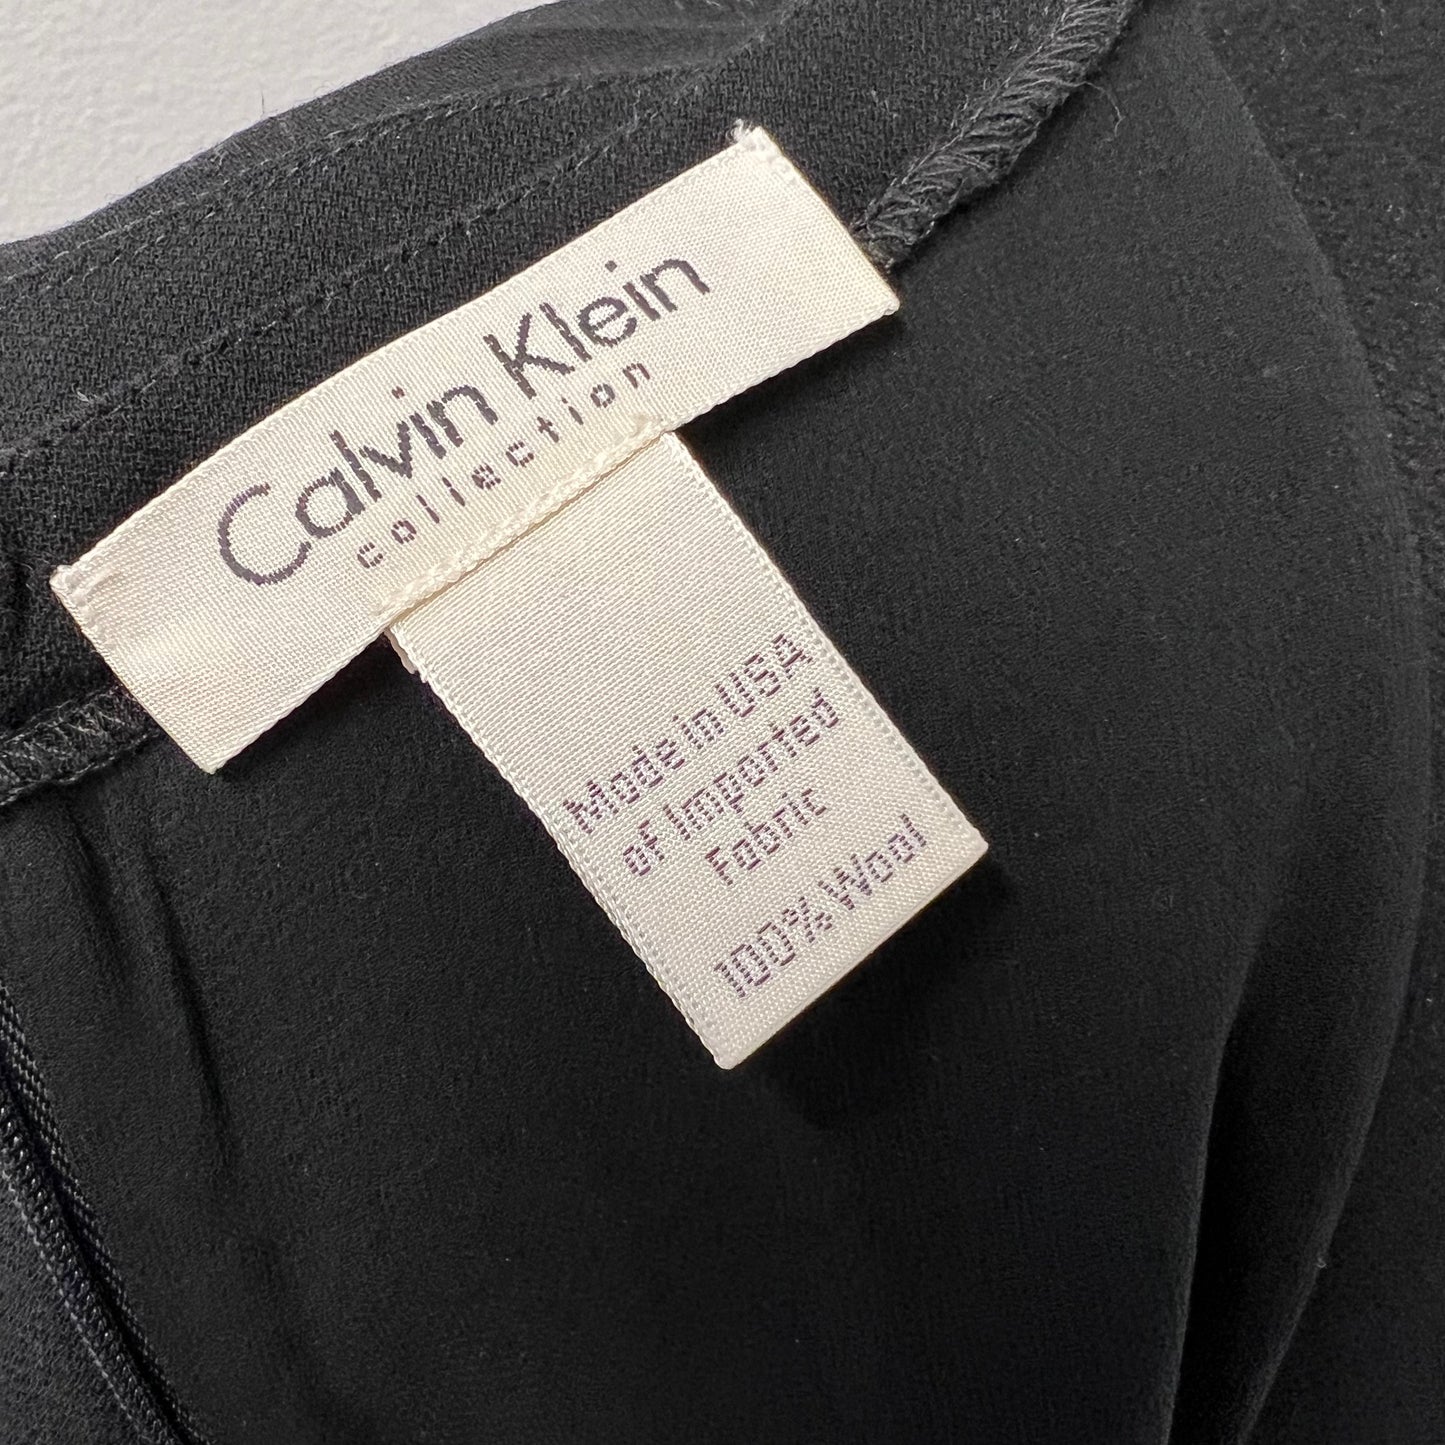 Calvin Klein
collection
Made in USA
of Imported
Fabric
100% Wool